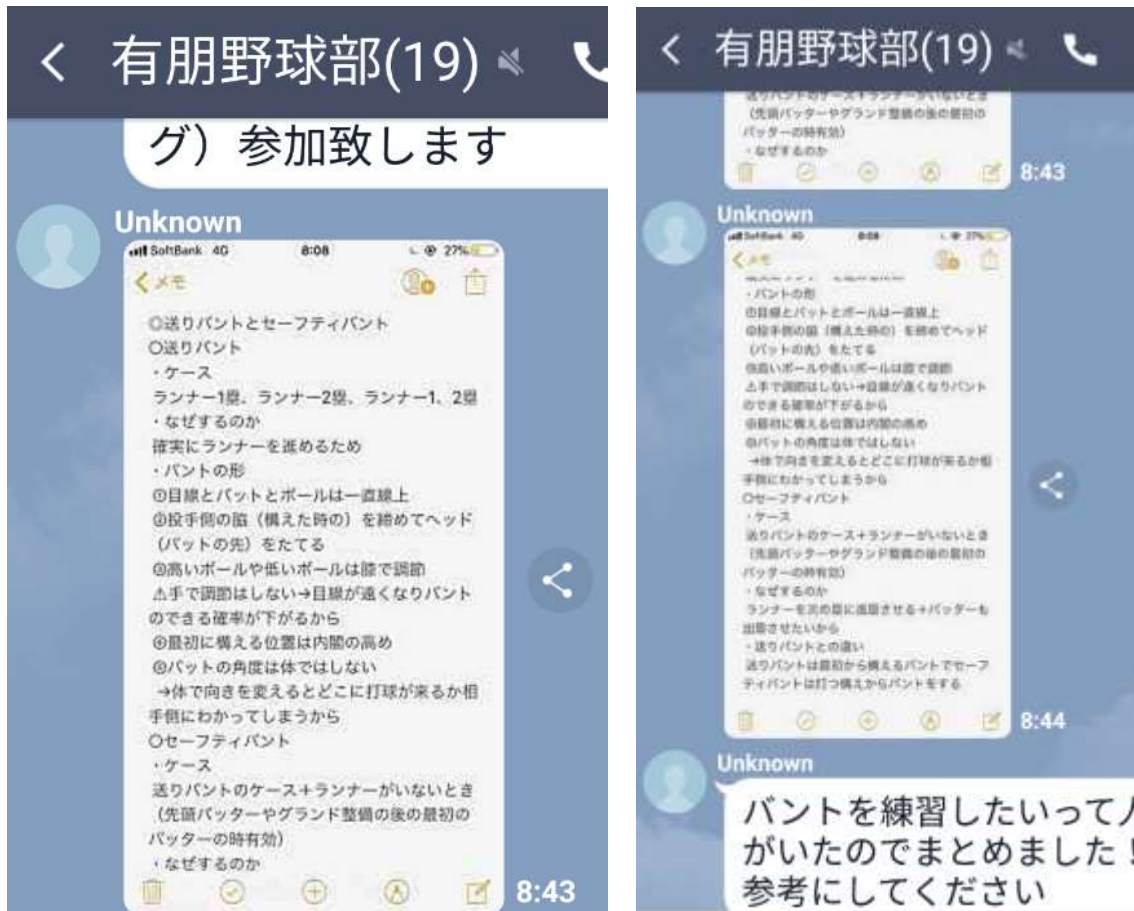 有朋野球部(19)
グ）参加致します
Unknown
SoftBank 4G 8:08 27%
メモ
◎送りバントとセーフティバント
○送りバント
・ケース
ランナー1塁、ランナー2塁、ランナー1、2塁
・なぜするのか
確実にランナーを進めるため
・バントの形
①目線とバットとボールは一直線上
②投手側の脇（構えた時の）を締めてヘッド
（バットの先）をたてる
③高いボールや低いボールは膝で調節
⚠手で調節はしない→目線が遠くなりバント
のできる確率が下がるから
④最初に構える位置は内閣の高め
⑤バットの角度は体ではしない
→体で向きを変えるとどこに打球が来るか相
手側にわかってしまうから
○セーフティバント
・ケース
送りバントのケース+ランナーがいないとき
（先頭バッターやグランド整備の後の最初の
バッターの時有効）
・なぜするのか
8:43
有朋野球部(19)
送りバントのケース+ランナーがいないとき
（先頭バッターやグランド整備の後の最初の
バッターの時有効）
・なぜするのか
8:43
Unknown
SoftBank 4G 8:08 27%
メモ
・バントの形
①目線とバットとボールは一直線上
②投手側の脇（構えた時の）を締めてヘッド
（バットの先）をたてる
③高いボールや低いボールは膝で調節
⚠手で調節はしない→目線が遠くなりバント
のできる確率が下がるから
④最初に構える位置は内閣の高め
⑤バットの角度は体ではしない
→体で向きを変えるとどこに打球が来るか相
手側にわかってしまうから
○セーフティバント
・ケース
送りバントのケース+ランナーがいないとき
（先頭バッターやグランド整備の後の最初の
バッターの時有効）
・なぜするのか
ランナーを次の塁に進塁させる+バッターも
出塁させたいから
・送りバントとの違い
送りバントは最初から構えるバントでセーフ
ティバントは打つ構えからバントをする
8:44
Unknown
バントを練習したいって人
がいたのでまとめました！
参考にしてください